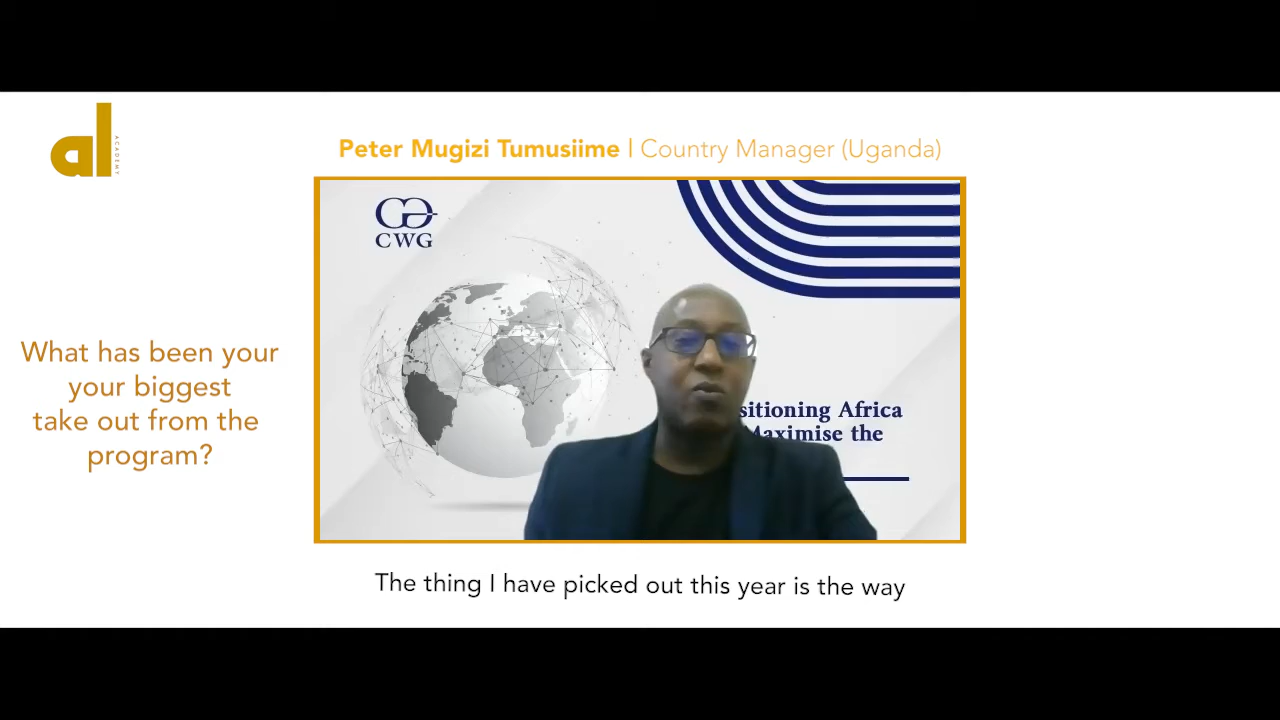 al
ACADEMY
Peter Mugizi Tumusiime | Country Manager (Uganda)
CWG
What has been your
your biggest
take out from the
program?
sitioning Africa
Maximise the
The thing I have picked out this year is the way